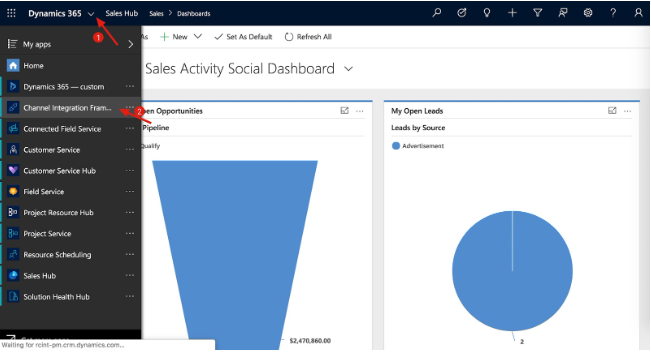 Dynamics 365 Sales Hub Sales > Dashboards
1
My apps
Home
Dynamics 365 — custom
Channel Integration Fram...
2
Connected Field Service
Customer Service
Customer Service Hub
Field Service
Project Resource Hub
Project Service
Resource Scheduling
Sales Hub
Solution Health Hub
Waiting for rcint-pm.crm.dynamics.com...
As + New Set As Default Refresh All
Sales Activity Social Dashboard
pen Opportunities
Pipeline
Qualify
$2,470,860.00
My Open Leads
Leads by Source
Advertisement
2